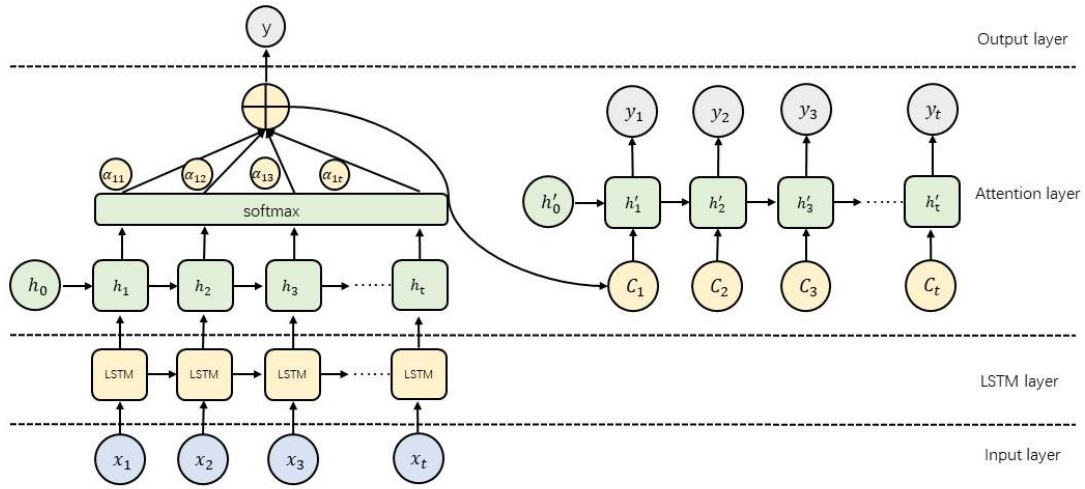 y
Output layer
y₁ y₂ y₃ yₜ
α₁₁ α₁₂ α₁₃ α₁ₜ
softmax
h′₀ h′₁ h′₂ h′₃ ...... h′τ
Attention layer
h₀ h₁ h₂ h₃ ...... hτ
C₁ C₂ C₃ Cₜ
LSTM LSTM LSTM ...... LSTM
LSTM layer
x₁ x₂ x₃ xₜ
Input layer